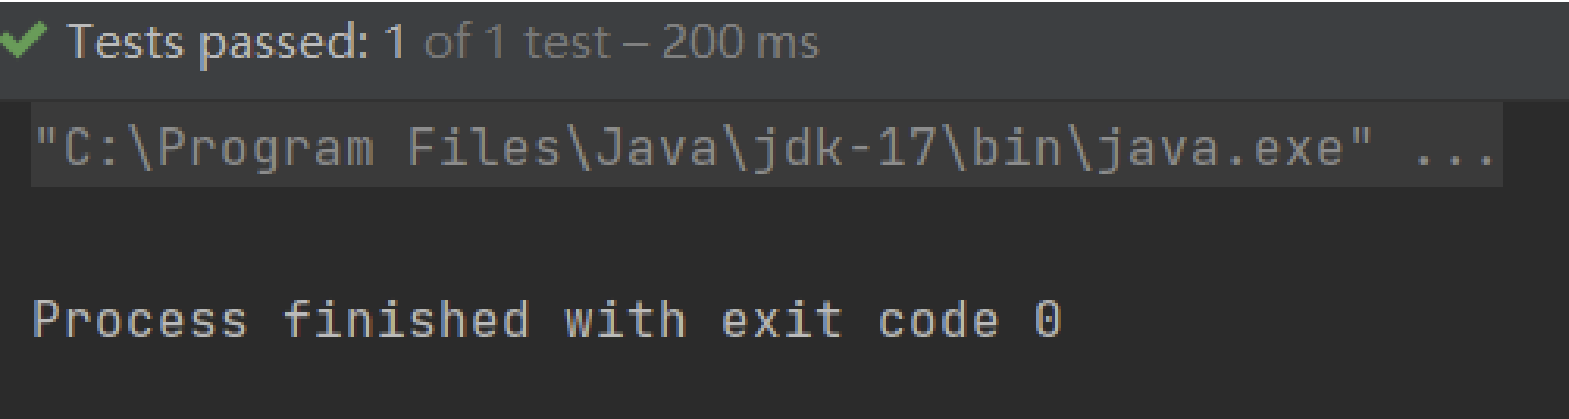 Tests passed: 1 of 1 test – 200 ms
"C:\Program Files\Java\jdk-17\bin\java.exe" ...
Process finished with exit code 0